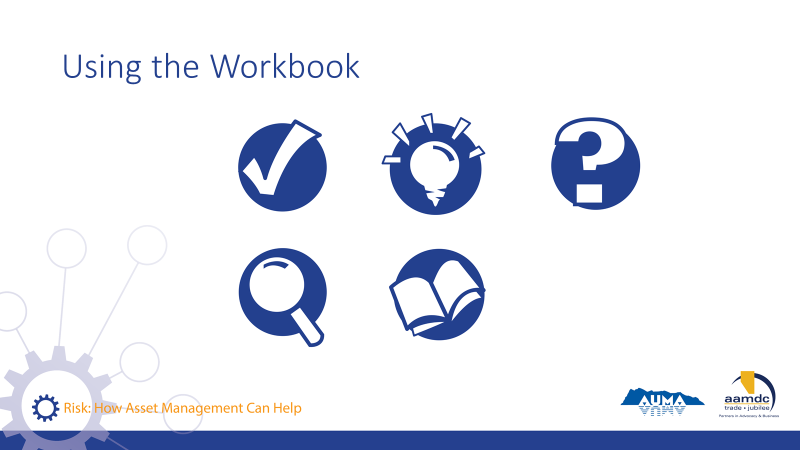 Using the Workbook
?
Risk: How Asset Management Can Help
AUMA
aamdc
trade • jubilee
Partners in Advocacy & Business